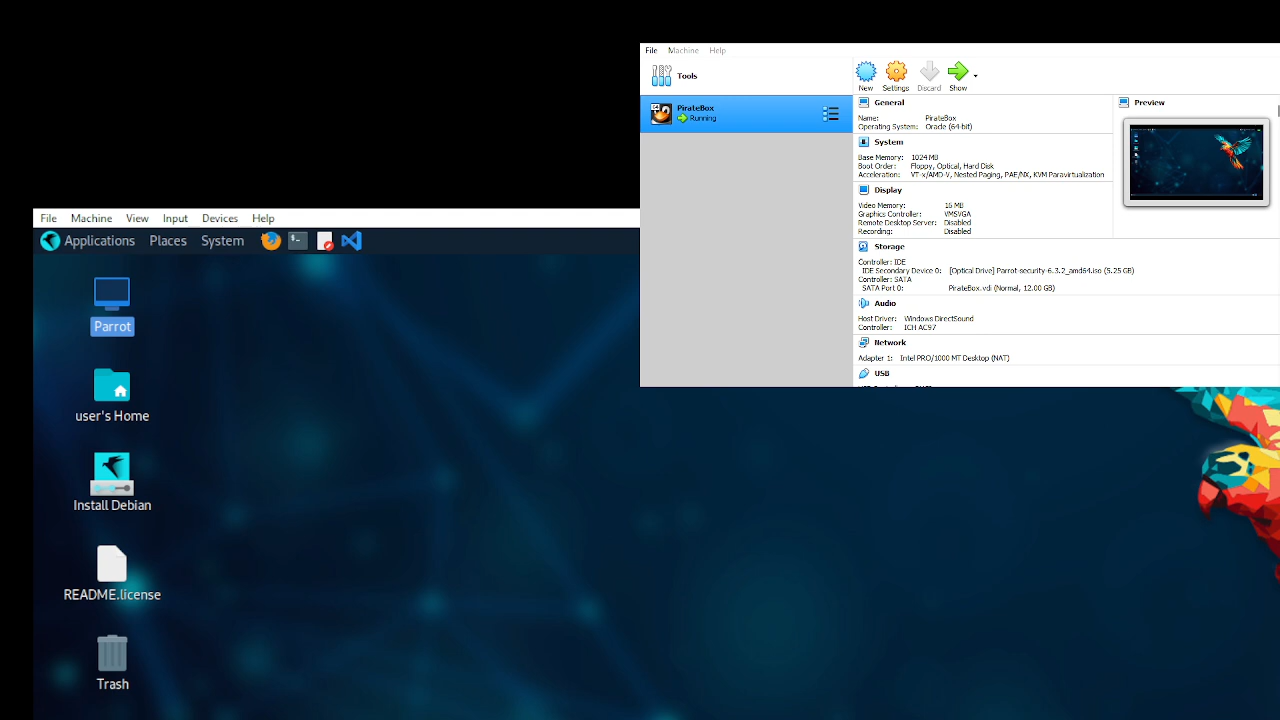 File Machine Help
Tools
New Settings Discard Show
PirateBox
Running
General
Name: PirateBox
Operating System: Oracle (64-bit)
System
Base Memory: 1024 MB
Boot Order: Floppy, Optical, Hard Disk
Acceleration: VT-x/AMD-V, Nested Paging, PAE/NX, KVM Paravirtualization
Display
Video Memory: 16 MB
Graphics Controller: VMSVGA
Remote Desktop Server: Disabled
Recording: Disabled
Storage
Controller: IDE
IDE Secondary Device 0: [Optical Drive] Parrot-security-6.3.2_amd64.iso (5.25 GB)
Controller: SATA
SATA Port 0: PirateBox.vdi (Normal, 12.00 GB)
Audio
Host Driver: Windows DirectSound
Controller: ICH AC97
Network
Adapter 1: Intel PRO/1000 MT Desktop (NAT)
USB
Preview
File Machine View Input Devices Help
Applications Places System
Parrot
user's Home
Install Debian
README.license
Trash